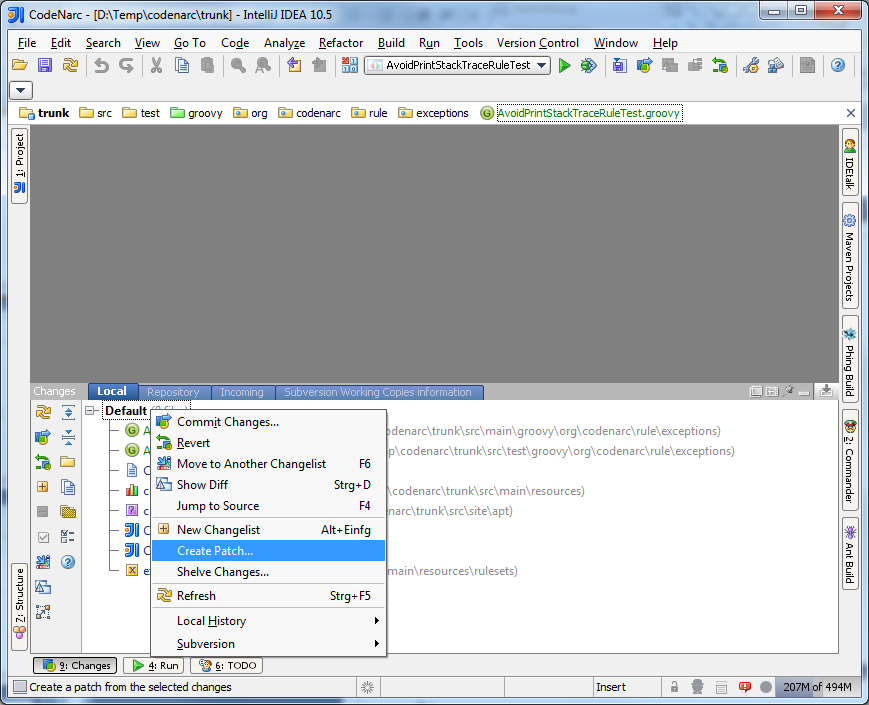 CodeNarc - [D:\Temp\codenarc\trunk] - IntelliJ IDEA 10.5
File Edit Search View Go To Code Analyze Refactor Build Run Tools Version Control Window Help
AvoidPrintStackTraceRuleTest
trunk src test groovy org codenarc rule exceptions AvoidPrintStackTraceRuleTest.groovy
1: Project
IDEtalk
Maven Projects
Phing Build
2: Commander
Ant Build
Z: Structure
Changes Local Repository Incoming Subversion Working Copies information
Default
Commit Changes...
codenarc\trunk\src\main\groovy\org\codenarc\rule\exceptions)
Revert
p\codenarc\trunk\src\test\groovy\org\codenarc\rule\exceptions)
Move to Another Changelist F6
Show Diff Strg+D
\codenarc\trunk\src\main\resources)
Jump to Source F4
enarc\trunk\src\site\apt)
New Changelist Alt+Einfg
Create Patch...
Shelve Changes...
main\resources\rulesets)
Refresh Strg+F5
Local History
Subversion
9: Changes 4: Run 6: TODO
Create a patch from the selected changes Insert 207M of 494M